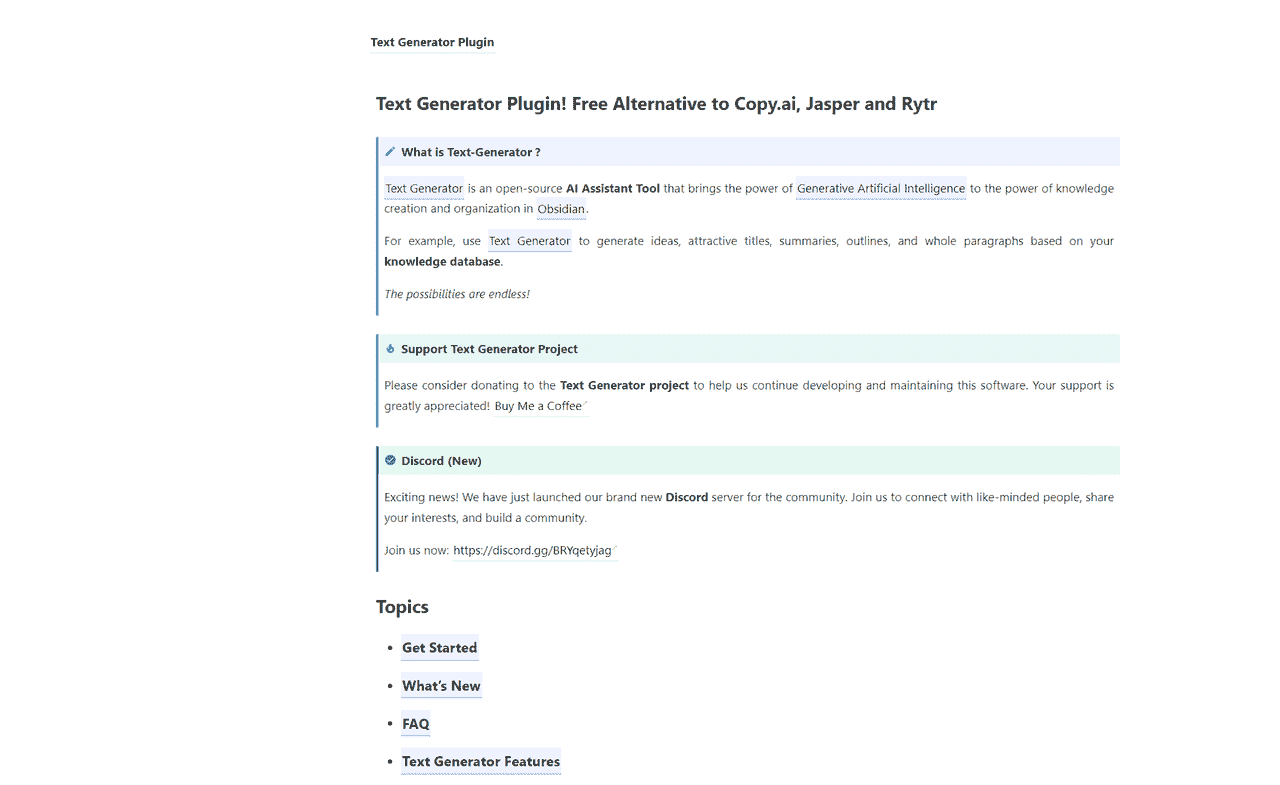 Text Generator Plugin
Text Generator Plugin! Free Alternative to Copy.ai, Jasper and Rytr
What is Text-Generator ?
Text Generator is an open-source AI Assistant Tool that brings the power of Generative Artificial Intelligence to the power of knowledge
creation and organization in Obsidian.
For example, use Text Generator to generate ideas, attractive titles, summaries, outlines, and whole paragraphs based on your
knowledge database.
The possibilities are endless!
Support Text Generator Project
Please consider donating to the Text Generator project to help us continue developing and maintaining this software. Your support is
greatly appreciated! Buy Me a Coffee
Discord (New)
Exciting news! We have just launched our brand new Discord server for the community. Join us to connect with like-minded people, share
your interests, and build a community.
Join us now: https://discord.gg/BRYqetyjag
Topics
• Get Started
• What's New
• FAQ
• Text Generator Features